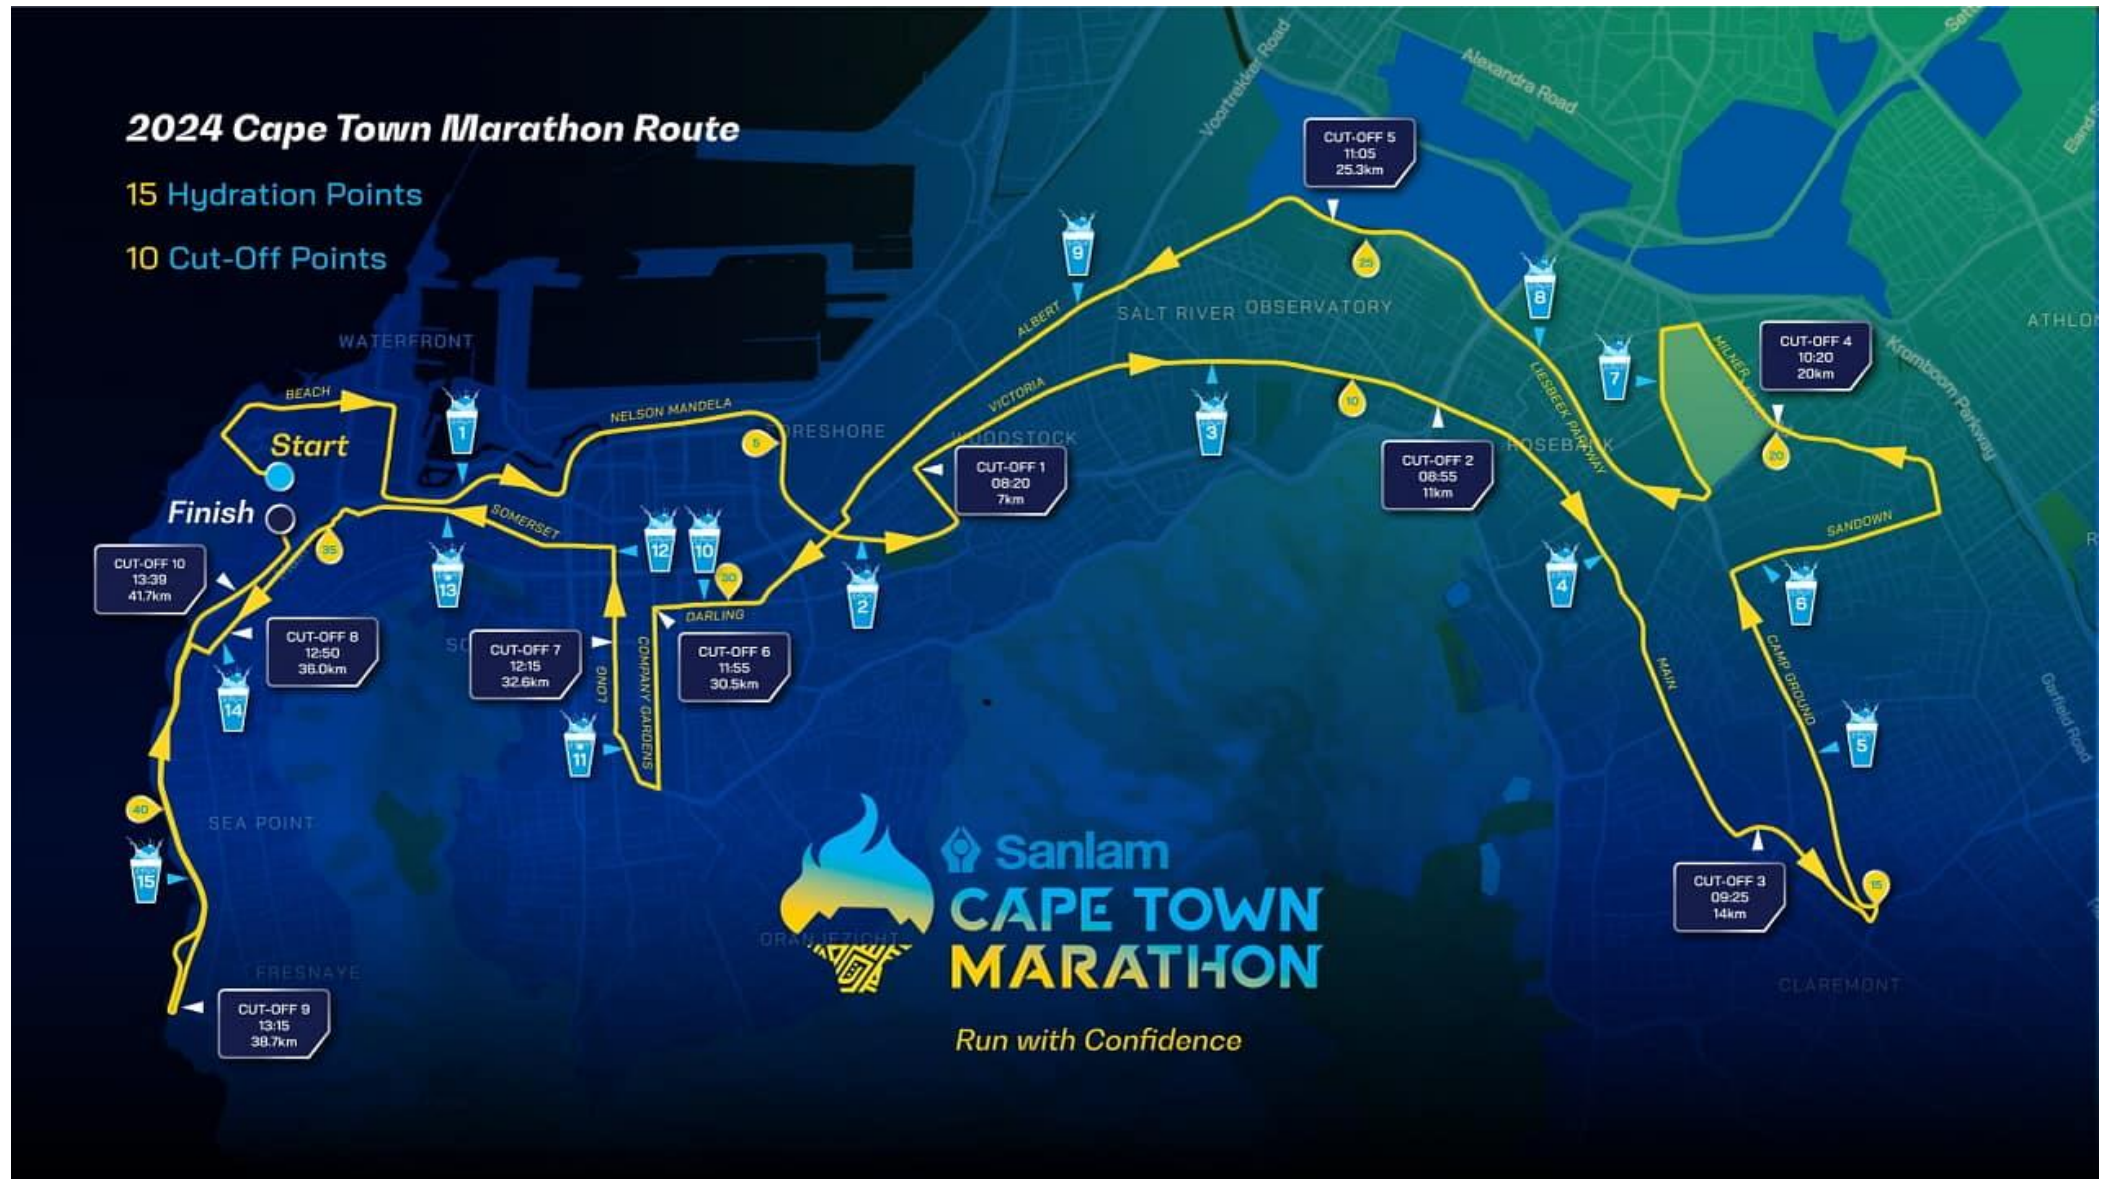 2024 Cape Town Marathon Route
15 Hydration Points
10 Cut-Off Points
Voortrekker Road
Alexandra Road
CUT-OFF 5
11:05
25.3km
9
25
8
SALT RIVER
OBSERVATORY
ALBERT
ATHLO
WATERFRONT
7
MILNER
CUT-OFF 4
10:20
20km
Kromboom Parkway
BEACH
NELSON MANDELA
VICTORIA
LIESBEEK PARKWAY
10
Start
1
5
ORESHORE
WOODSTOCK
3
20
CUT-OFF 1
08:20
7km
CUT-OFF 2
08:55
11km
Finish
SOMERSET
SANDOWN
35
12
10
CUT-OFF 10
13:39
41.7km
13
30
2
4
6
DARLING
CUT-OFF 8
12:50
36.0km
CUT-OFF 7
12:15
32.6km
LONG
COMPANY GARDENS
CUT-OFF 6
11:55
30.5km
MAIN
CAMP GROUND
Garfield Road
14
11
5
40
SEA POINT
15
CUT-OFF 3
09:25
14km
15
Sanlam
CAPE TOWN
MARATHON
ORANJEZICHT
FRESNAYE
CLAREMONT
CUT-OFF 9
13:15
38.7km
Run with Confidence